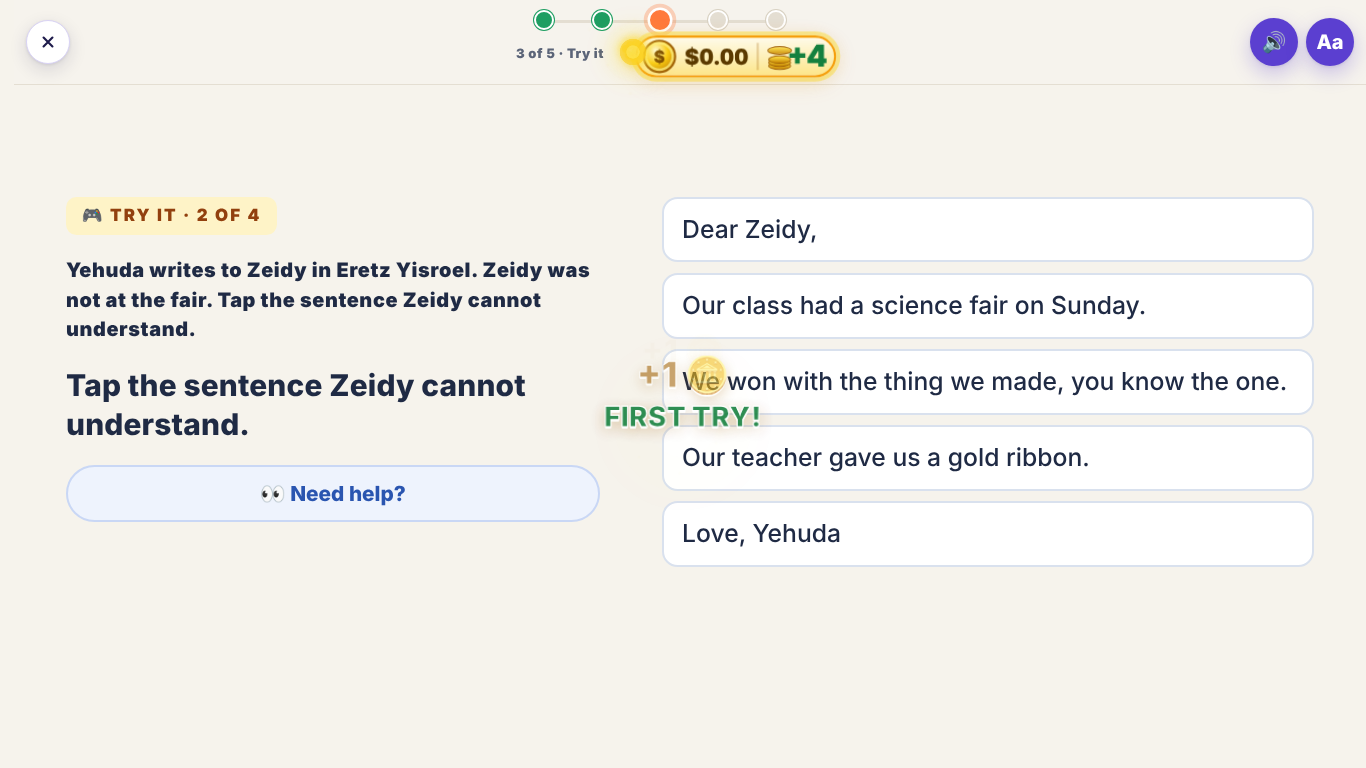 3 of 5 · Try it
$0.00 +4
Aa
TRY IT · 2 OF 4
Yehuda writes to Zeidy in Eretz Yisroel. Zeidy was
not at the fair. Tap the sentence Zeidy cannot
understand.
Tap the sentence Zeidy cannot
understand.
Need help?
Dear Zeidy,
Our class had a science fair on Sunday.
+1
We won with the thing we made, you know the one.
FIRST TRY!
Our teacher gave us a gold ribbon.
Love, Yehuda